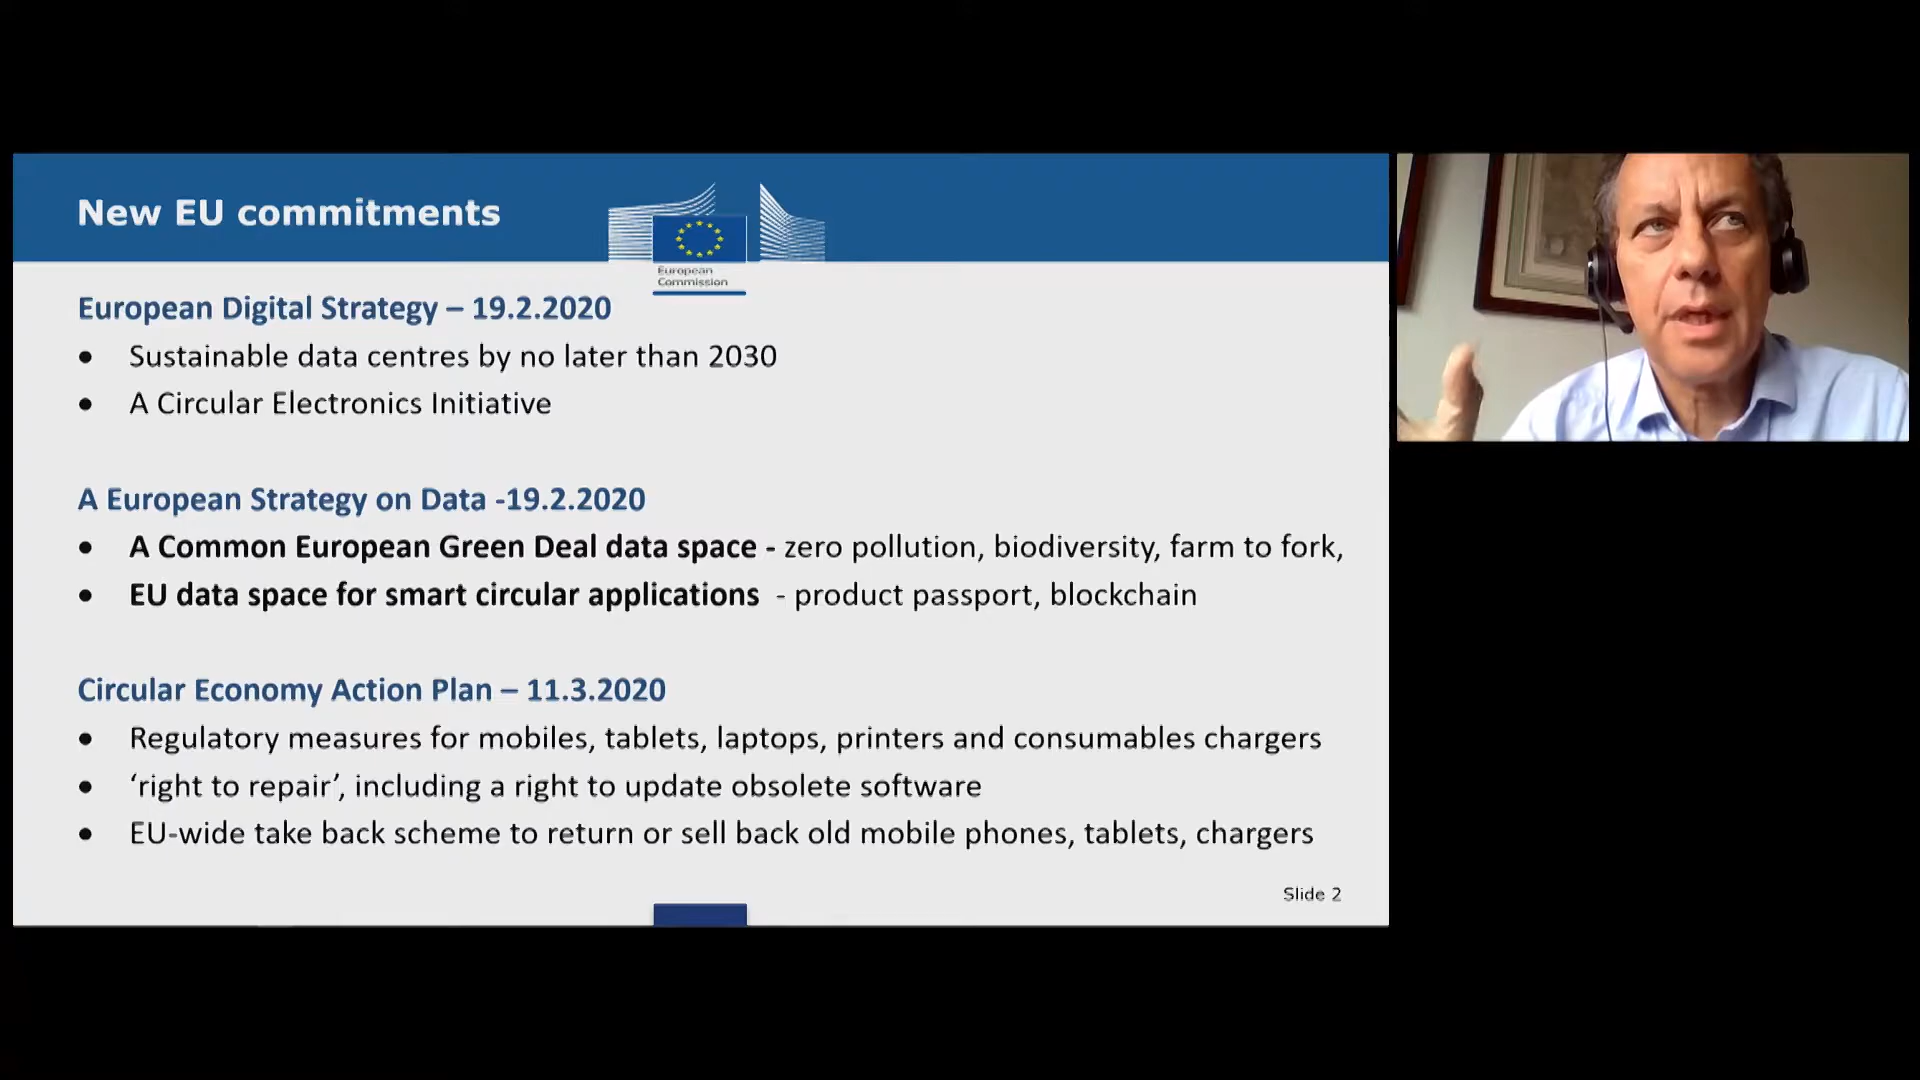 New EU commitments
European
Commission
European Digital Strategy – 19.2.2020
• Sustainable data centres by no later than 2030
• A Circular Electronics Initiative
A European Strategy on Data -19.2.2020
• A Common European Green Deal data space - zero pollution, biodiversity, farm to fork,
• EU data space for smart circular applications - product passport, blockchain
Circular Economy Action Plan – 11.3.2020
• Regulatory measures for mobiles, tablets, laptops, printers and consumables chargers
• ‘right to repair’, including a right to update obsolete software
• EU-wide take back scheme to return or sell back old mobile phones, tablets, chargers
Slide 2